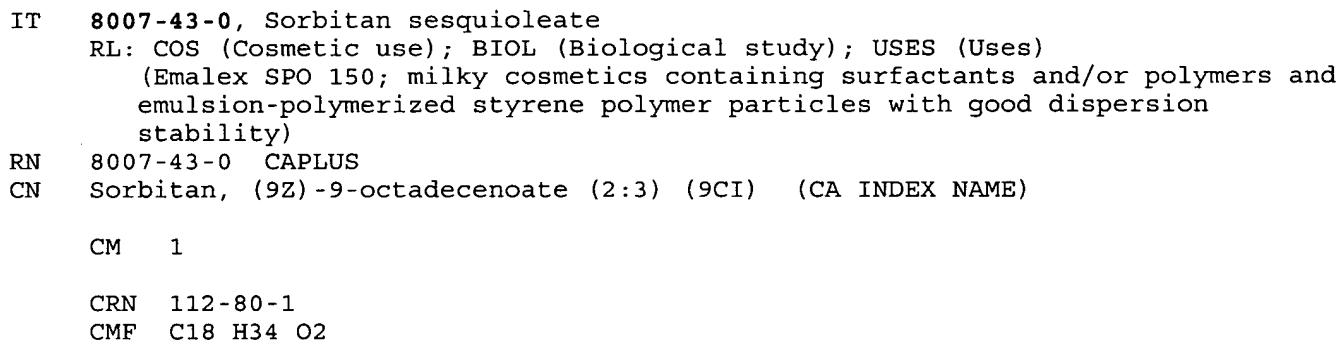 IT 8007-43-0, Sorbitan sesquioleate
RL: COS (Cosmetic use); BIOL (Biological study); USES (Uses)
(Emalex SPO 150; milky cosmetics containing surfactants and/or polymers and
emulsion-polymerized styrene polymer particles with good dispersion
stability)
RN 8007-43-0 CAPLUS
CN Sorbitan, (9Z)-9-octadecenoate (2:3) (9CI) (CA INDEX NAME)
CM 1
CRN 112-80-1
CMF C18 H34 O2